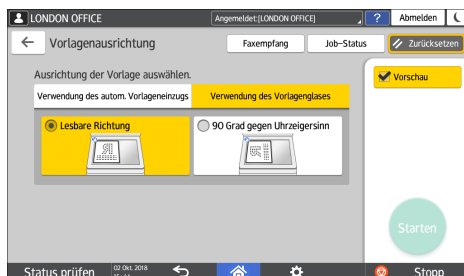 LONDON OFFICE
Angemeldet:[LONDON OFFICE]
?
Abmelden
Vorlagenausrichtung
Faxempfang
Job-Status
Zurücksetzen
Ausrichtung der Vorlage auswählen.
Vorschau
Verwendung des autom. Vorlageneinzugs
Verwendung des Vorlagenglases
Lesbare Richtung
90 Grad gegen Uhrzeigersinn
Starten
Status prüfen
02 Okt. 2018
Stopp